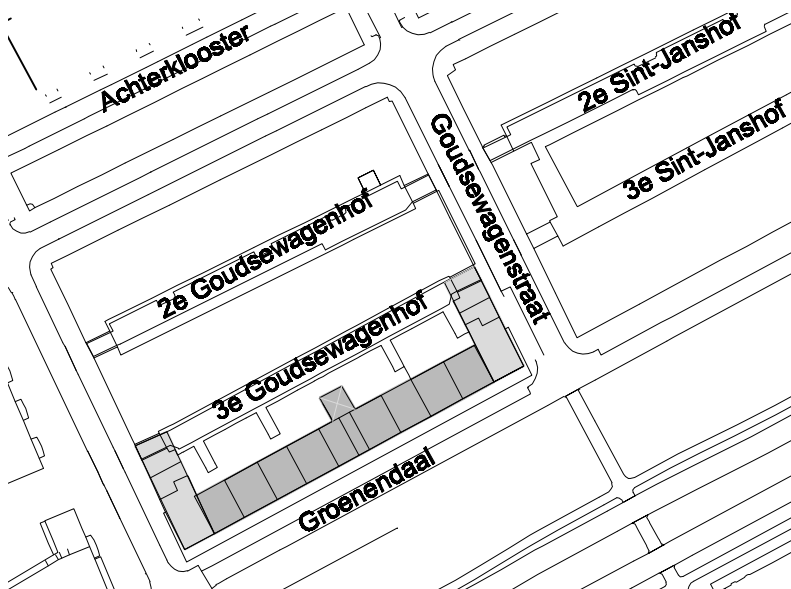 Achterklooster
2e Sint-Janshof
3e Sint-Janshof
Goudsewagenstraat
2e Goudsewagenhof
3e Goudsewagenhof
Groenendaal